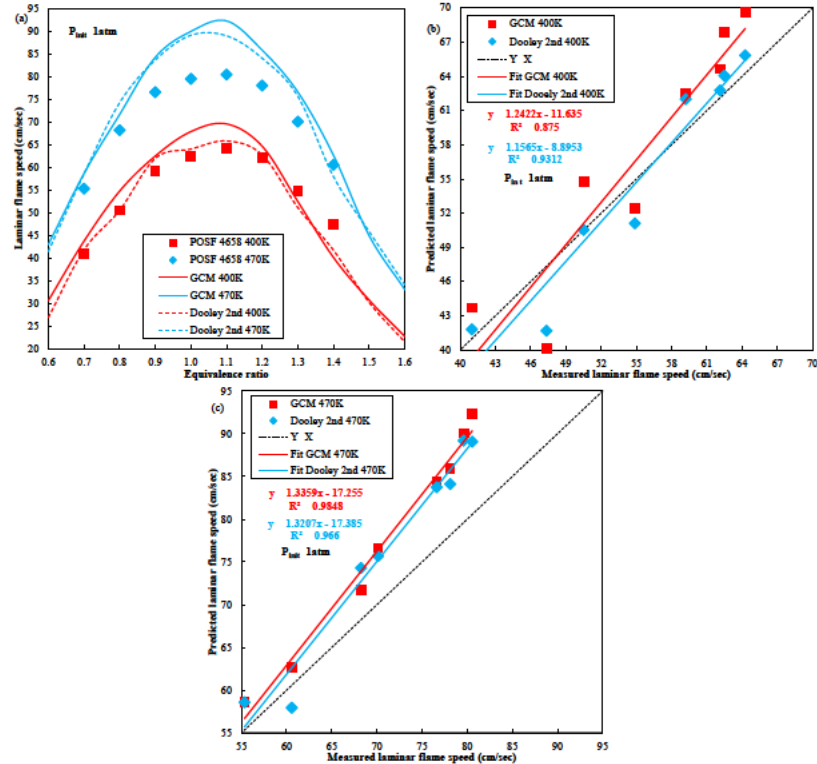 (a)
P_init 1atm
Laminar flame speed (cm/sec)
95
90
85
80
75
70
65
60
55
50
45
40
35
30
25
20
POSF 4658 400K
POSF 4658 470K
GCM 400K
GCM 470K
Dooley 2nd 400K
Dooley 2nd 470K
0.6 0.7 0.8 0.9 1.0 1.1 1.2 1.3 1.4 1.5 1.6
Equivalence ratio
(b)
GCM 400K
Dooley 2nd 400K
Y X
Fit GCM 400K
Fit Dooely 2nd 400K
y 1.2422x - 11.635
R² 0.875
y 1.1565x - 8.8953
R² 0.9312
P_init 1atm
Predicted laminar flame speed (cm/sec)
70
67
64
61
58
55
52
49
46
43
40
40 43 46 49 52 55 58 61 64 67 70
Measured laminar flame speed (cm/sec)
(c)
GCM 470K
Dooley 2nd 470K
Y X
Fit GCM 470K
Fit Dooley 2nd 470K
y 1.3359x - 17.255
R² 0.9848
y 1.3207x - 17.385
R² 0.966
P_init 1atm
Predicted laminar flame speed (cm/sec)
95
90
85
80
75
70
65
60
55
55 60 65 70 75 80 85 90 95
Measured laminar flame speed (cm/sec)